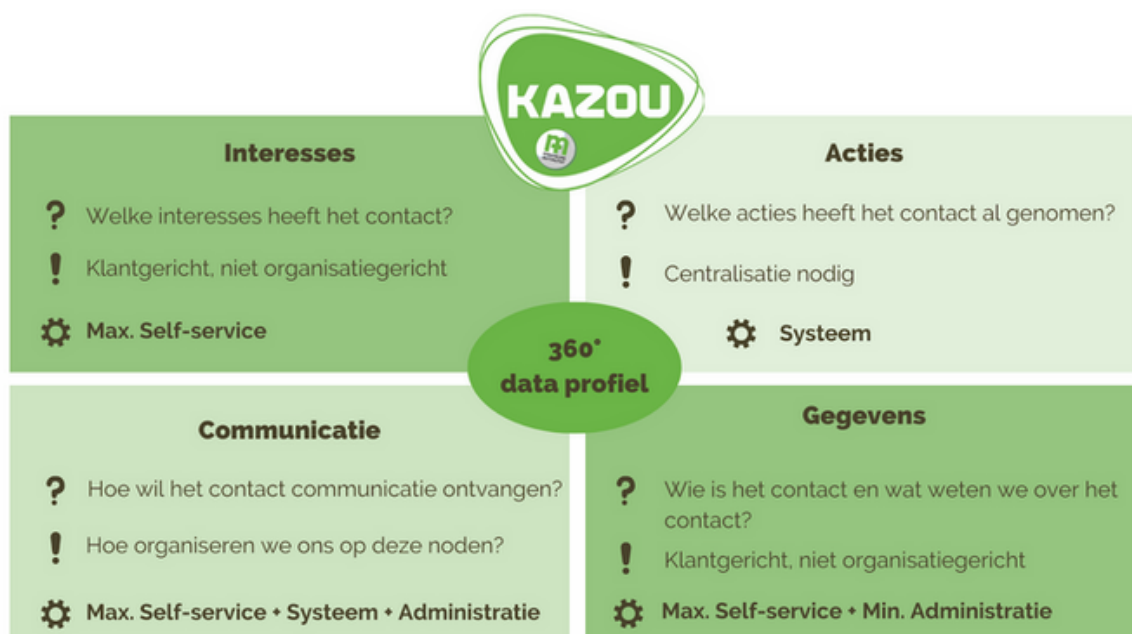 KAZOU
Interesses
? Welke interesses heeft het contact?
! Klantgericht, niet organisatiegericht
Max. Self-service
Acties
? Welke acties heeft het contact al genomen?
! Centralisatie nodig
Systeem
360°
data profiel
Communicatie
? Hoe wil het contact communicatie ontvangen?
! Hoe organiseren we ons op deze noden?
Max. Self-service + Systeem + Administratie
Gegevens
? Wie is het contact en wat weten we over het
contact?
! Klantgericht, niet organisatiegericht
Max. Self-service + Min. Administratie